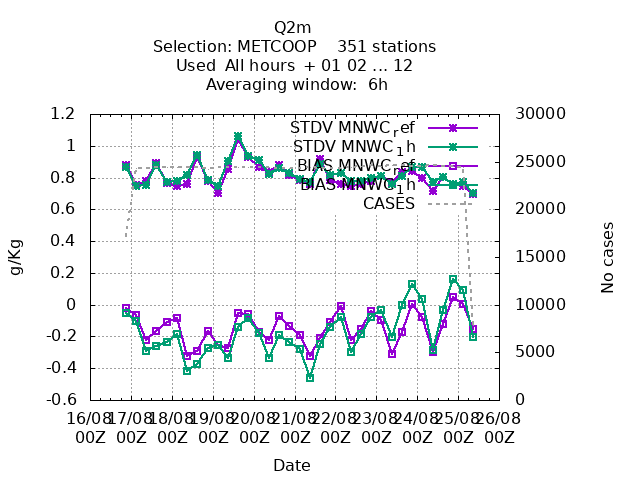 Q2m
Selection: METCOOP 351 stations
Used All hours + 01 02 ... 12
Averaging window: 6h
1.2
1
0.8
0.6
0.4
0.2
0
-0.2
-0.4
-0.6
30000
25000
20000
15000
10000
5000
0
STDV MNWC_ref
STDV MNWC_1h
BIAS MNWC_ref
BIAS MNWC_1h
CASES
g/Kg
No cases
16/08 17/08 18/08 19/08 20/08 21/08 22/08 23/08 24/08 25/08 26/08
00Z 00Z 00Z 00Z 00Z 00Z 00Z 00Z 00Z 00Z 00Z
Date